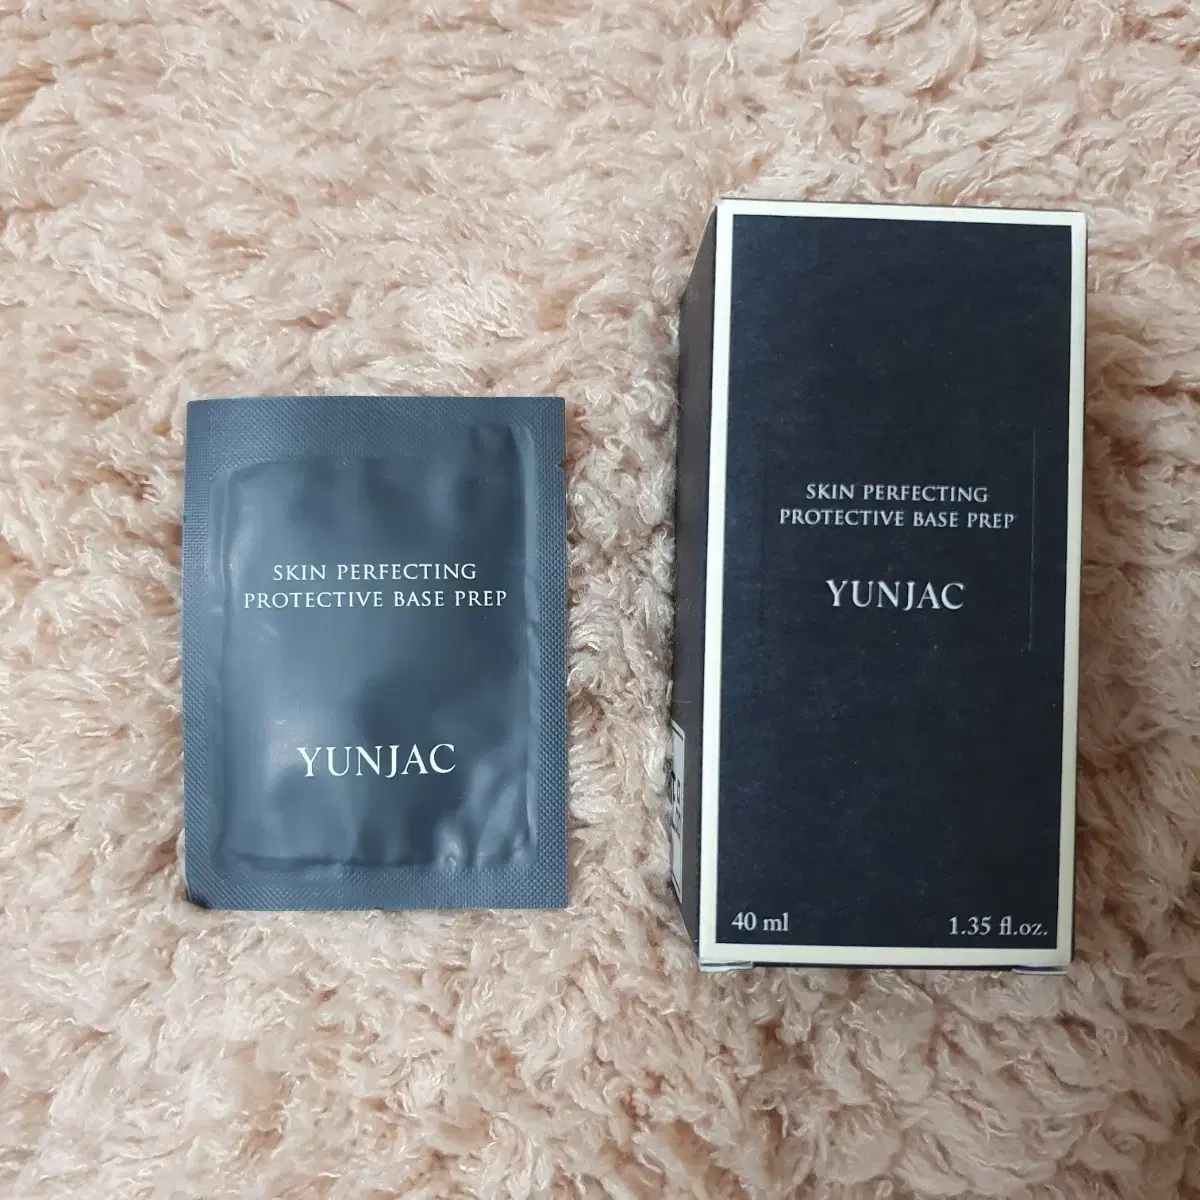 SKIN PERFECTING
PROTECTIVE BASE PREP
YUNJAC
SKIN PERFECTING
PROTECTIVE BASE PREP
YUNJAC
40 ml
1.35 fl.oz.